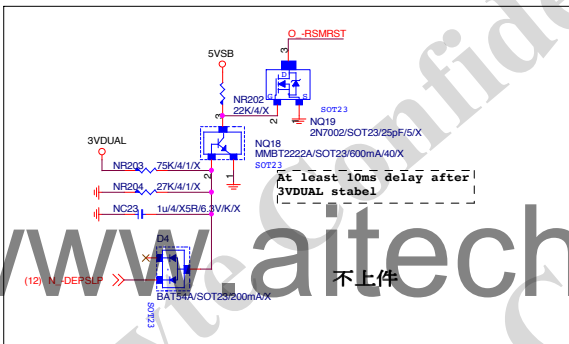 -RSMRST
3
5VSB
D
G
S
SOT23
NR202
22K/4/X
2
1
NQ19
2N7002/SOT23/25pF/5/X
3
3VDUAL
NQ18
MMBT2222A/SOT23/600mA/40/X
SOT23
NR203
75K/4/1/X
2
1
At least 10ms delay after
3VDUAL stabel
NR204
27K/4/1/X
NC23
1u/4/X5R/6.3V/K/X
D4
www.aitech
不上件
(12) N_-DEPSLP
BAT54A/SOT23/200mA/X
SOT23
yte Confide